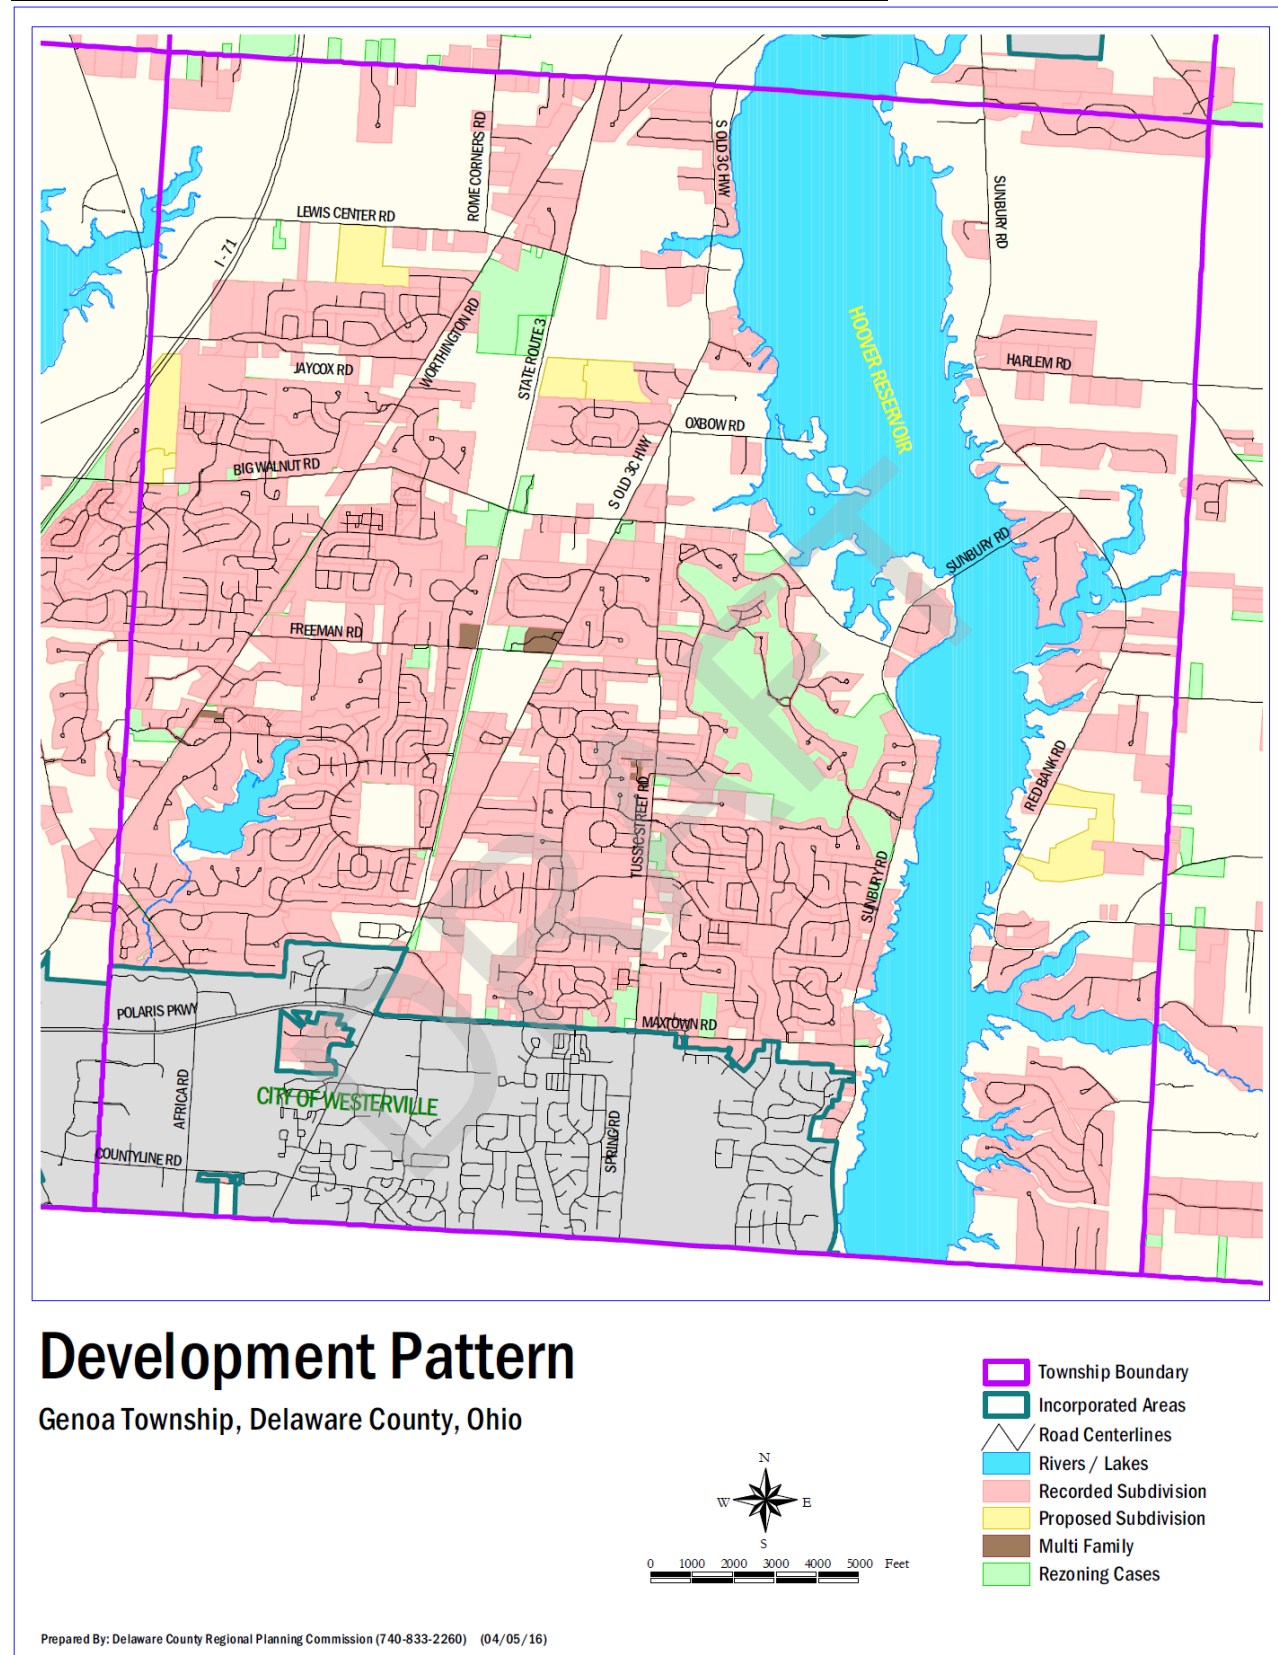 S OLD 3C HWY
ROME CORNERS RD
SUNBURY RD
LEWIS CENTER RD
I - 71
HOOVER RESERVOIR
WORTHINGTON RD
STATE ROUTE 3
JAYCOX RD
HARLEM RD
OXBOW RD
S OLD 3C HWY
BIG WALNUT RD
SUNBURY RD
FREEMAN RD
RED BANK RD
TUSSIC STREET RD
SUNBURY RD
DRAFT
POLARIS PKWY
MAXTOWN RD
AFRICA RD
CITY OF WESTERVILLE
SPRING RD
COUNTYLINE RD
Development Pattern
Genoa Township, Delaware County, Ohio
N
W E
S
0 1000 2000 3000 4000 5000 Feet
Township Boundary
Incorporated Areas
Road Centerlines
Rivers / Lakes
Recorded Subdivision
Proposed Subdivision
Multi Family
Rezoning Cases
Prepared By: Delaware County Regional Planning Commission (740-833-2260) (04/05/16)